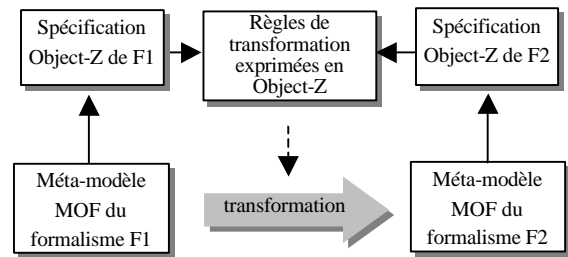 Spécification
Object-Z de F1
Règles de
transformation
exprimées en
Object-Z
Spécification
Object-Z de F2
Méta-modèle
MOF du
formalisme F1
transformation
Méta-modèle
MOF du
formalisme F2